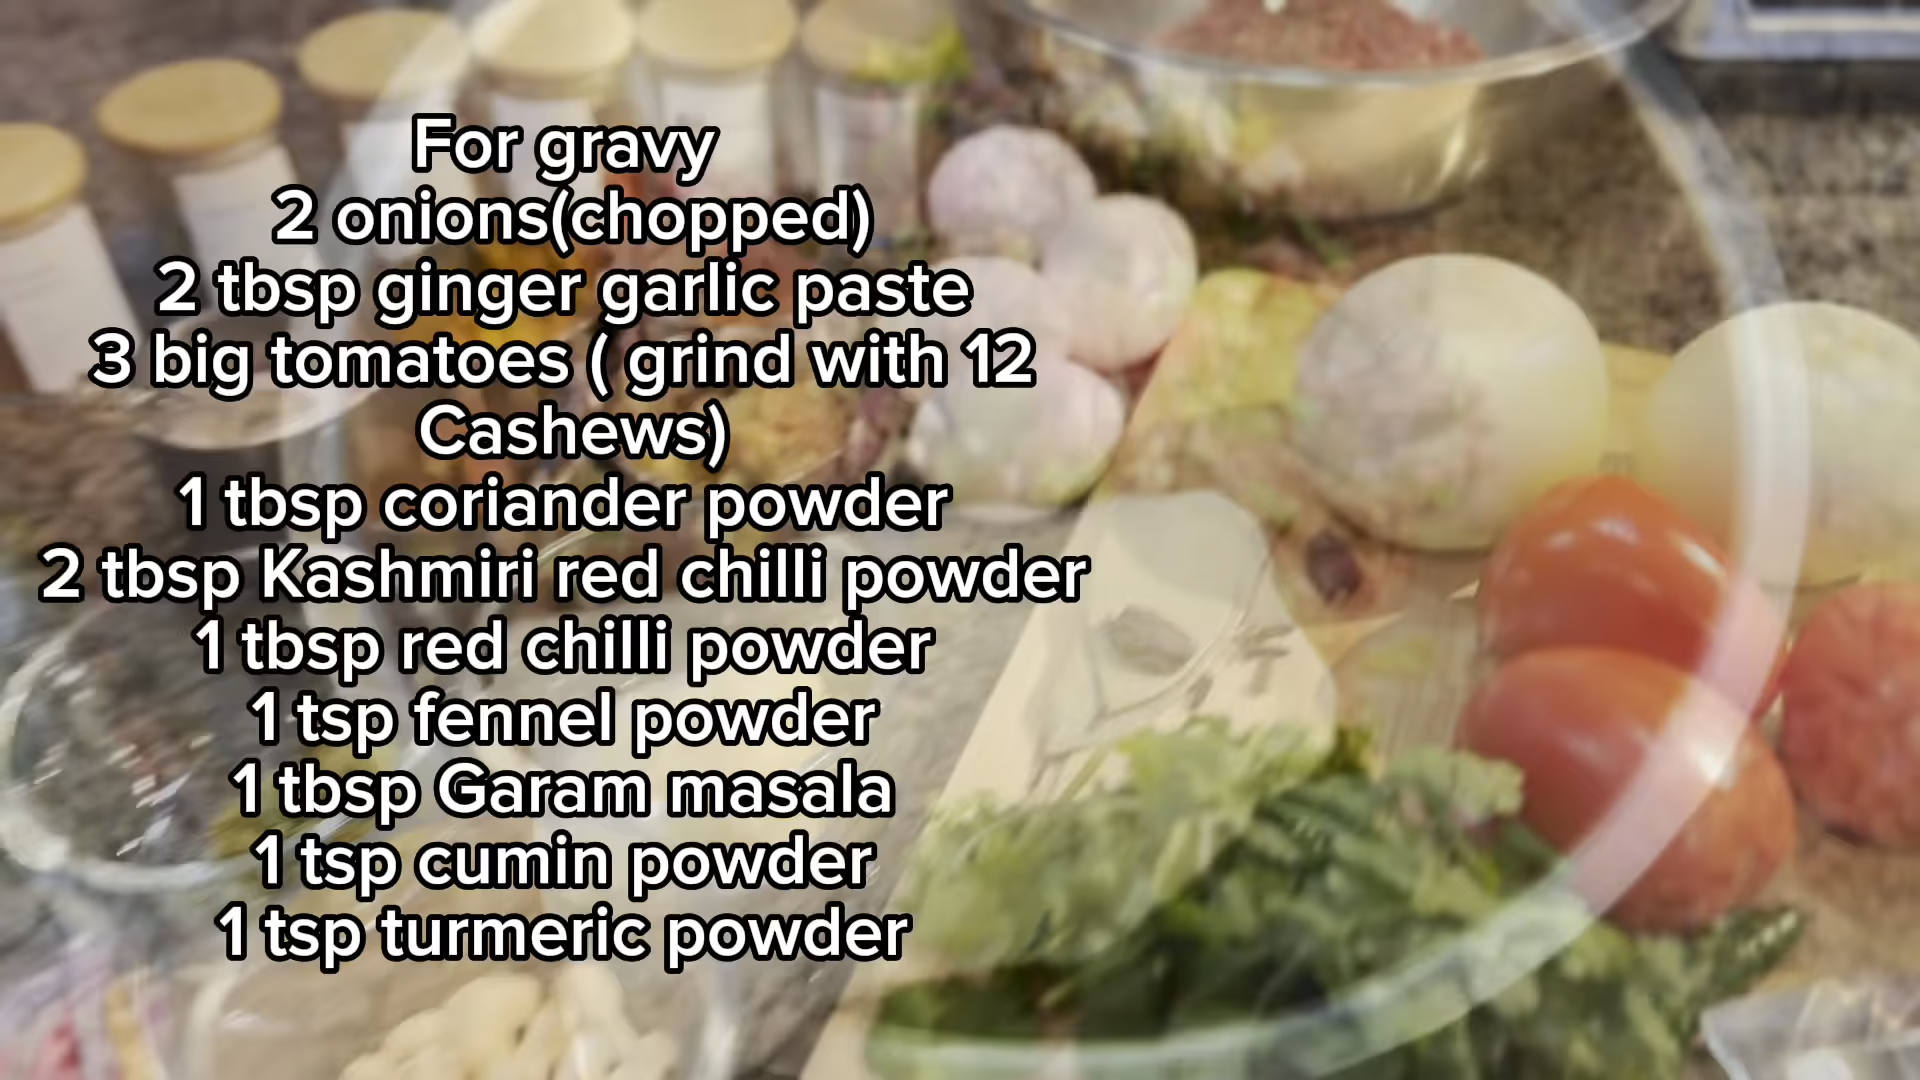 For gravy
2 onions(chopped)
2 tbsp ginger garlic paste
3 big tomatoes ( grind with 12
Cashews)
1 tbsp coriander powder
2 tbsp Kashmiri red chilli powder
1 tbsp red chilli powder
1 tsp fennel powder
1 tbsp Garam masala
1 tsp cumin powder
1 tsp turmeric powder